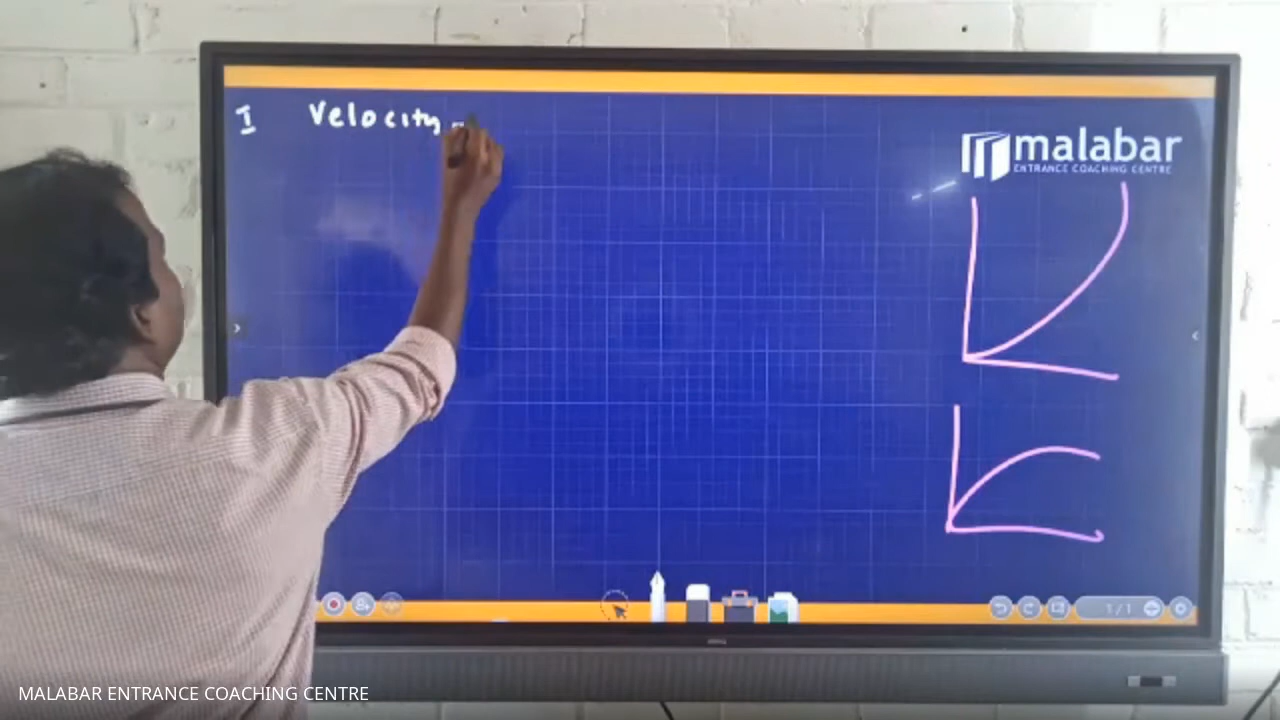 I Velocity -
malabar
ENTRANCE COACHING CENTRE
1/1
MALABAR ENTRANCE COACHING CENTRE